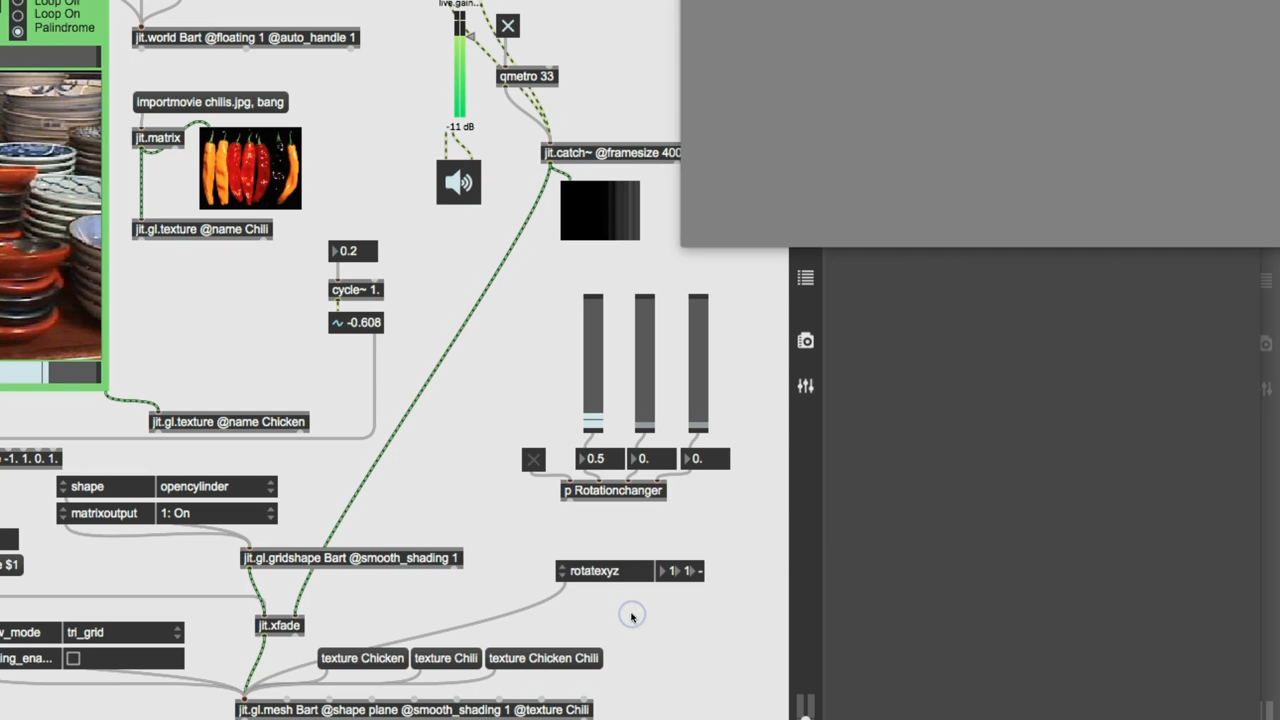 Loop Off
Loop On
Palindrome
live.gain...
jit.world Bart @floating 1 @auto_handle 1
qmetro 33
importmovie chilis.jpg, bang
-11 dB
jit.matrix
jit.catch~ @framesize 400
jit.gl.texture @name Chili
0.2
cycle~ 1.
-0.608
jit.gl.texture @name Chicken
-1. 1. 0. 1.
0.5
0.
0.
shape
opencylinder
p Rotationchanger
matrixoutput
1: On
jit.gl.gridshape Bart @smooth_shading 1
$1
rotatexyz
1
1
-
jit.xfade
w_mode
tri_grid
ing_ena...
texture Chicken
texture Chili
texture Chicken Chili
jit.gl.mesh Bart @shape plane @smooth_shading 1 @texture Chili